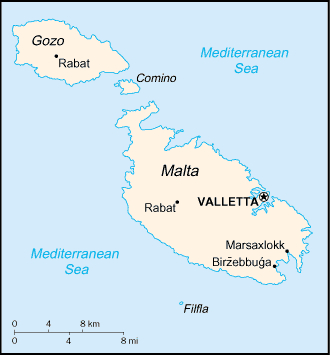 Gozo
Rabat
Mediterranean
Sea
Comino
Malta
Rabat
VALLETTA
Marsaxlokk
Birżebbuġa
Mediterranean
Sea
Filfla
0 4 8 km
0 4 8 mi